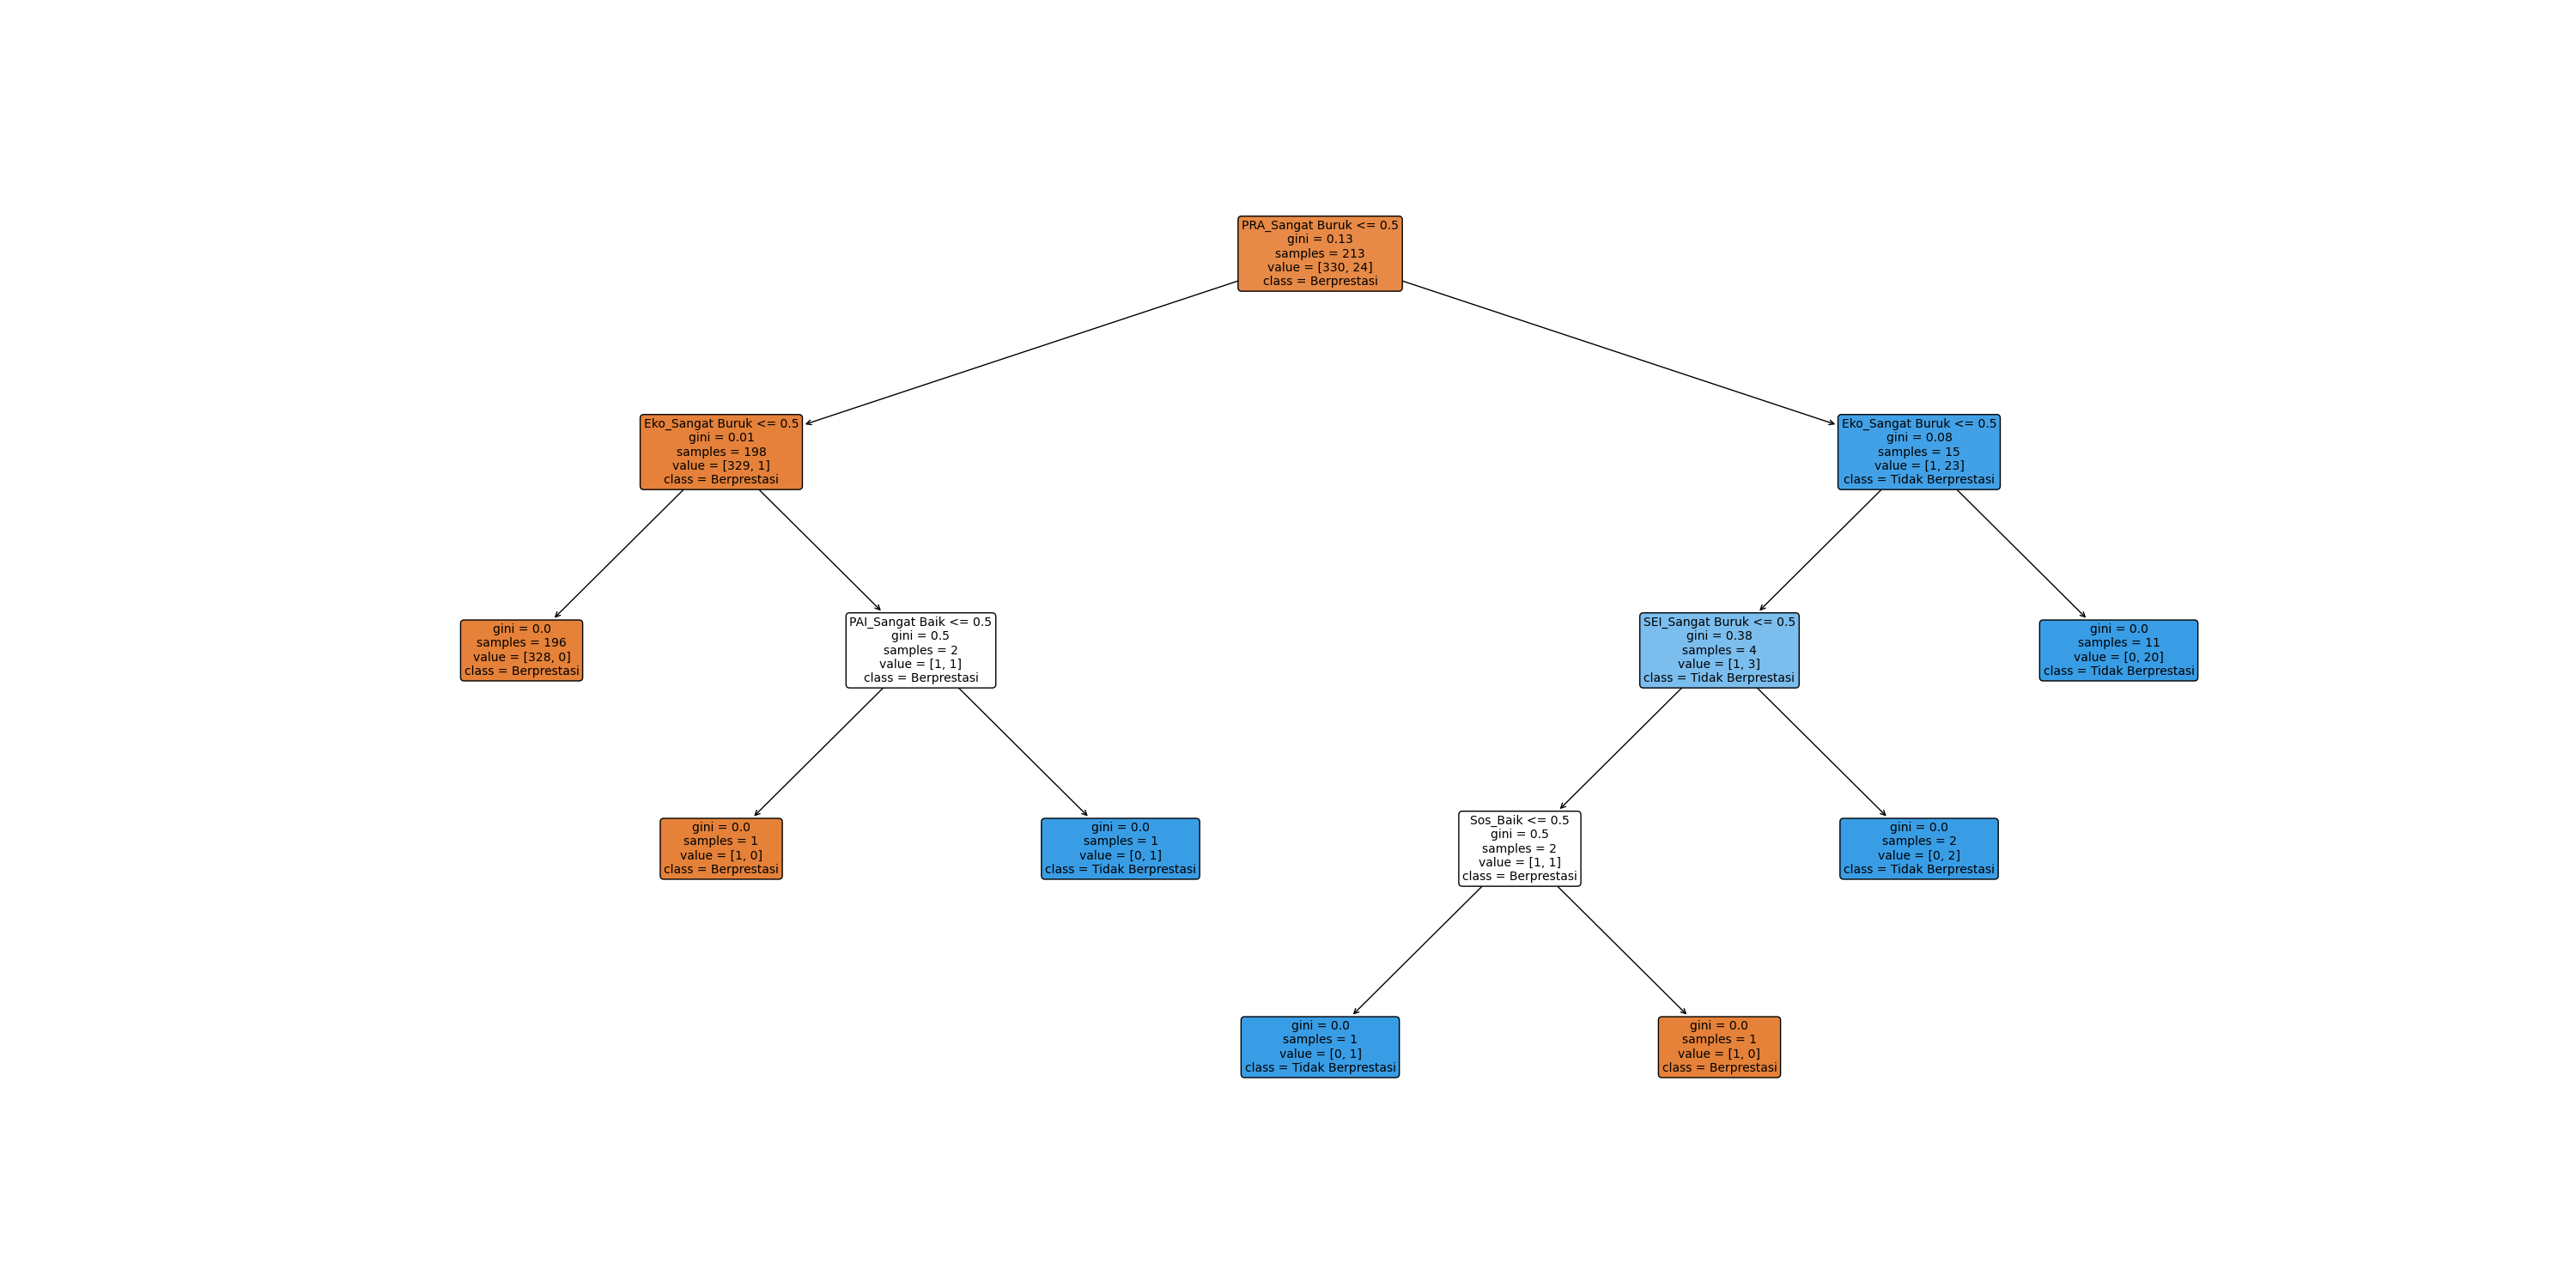 PRA_Sangat Buruk <= 0.5
gini = 0.13
samples = 213
value = [330, 24]
class = Berprestasi
Eko_Sangat Buruk <= 0.5
gini = 0.01
samples = 198
value = [329, 1]
class = Berprestasi
Eko_Sangat Buruk <= 0.5
gini = 0.08
samples = 15
value = [1, 23]
class = Tidak Berprestasi
gini = 0.0
samples = 196
value = [328, 0]
class = Berprestasi
PAI_Sangat Baik <= 0.5
gini = 0.5
samples = 2
value = [1, 1]
class = Berprestasi
SEI_Sangat Buruk <= 0.5
gini = 0.38
samples = 4
value = [1, 3]
class = Tidak Berprestasi
gini = 0.0
samples = 11
value = [0, 20]
class = Tidak Berprestasi
gini = 0.0
samples = 1
value = [1, 0]
class = Berprestasi
gini = 0.0
samples = 1
value = [0, 1]
class = Tidak Berprestasi
Sos_Baik <= 0.5
gini = 0.5
samples = 2
value = [1, 1]
class = Berprestasi
gini = 0.0
samples = 2
value = [0, 2]
class = Tidak Berprestasi
gini = 0.0
samples = 1
value = [0, 1]
class = Tidak Berprestasi
gini = 0.0
samples = 1
value = [1, 0]
class = Berprestasi